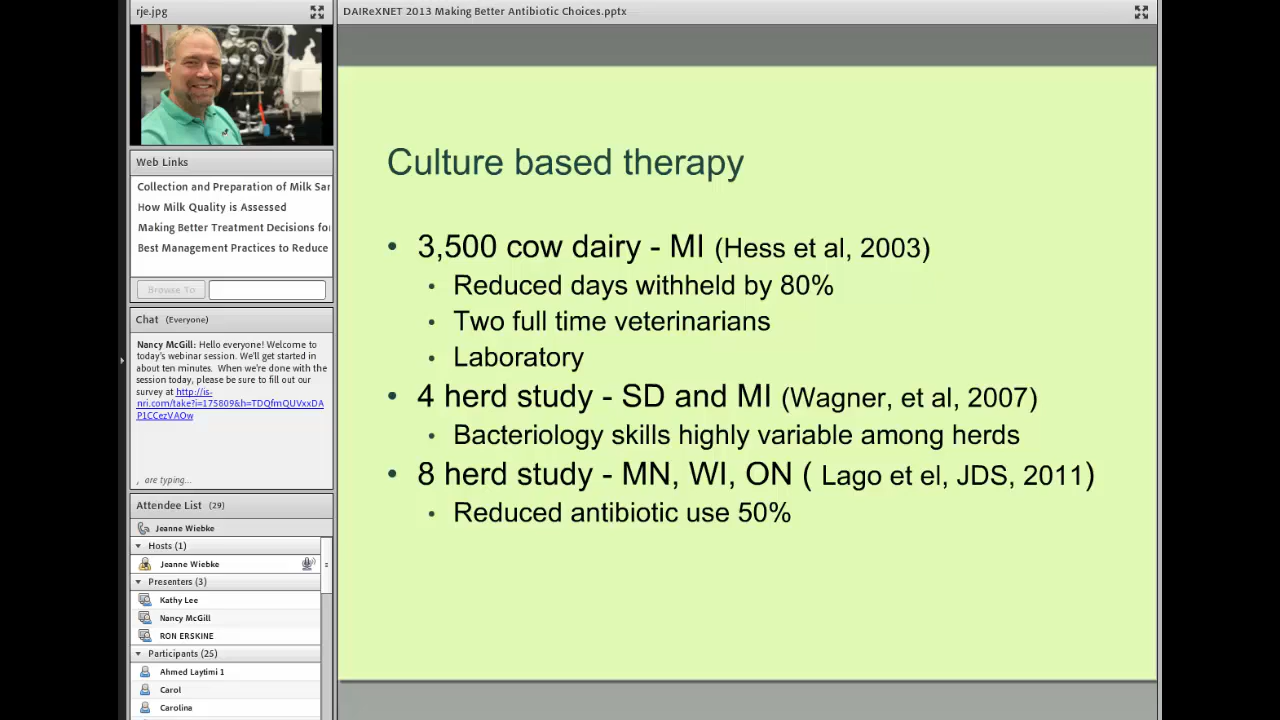 rje.jpg
Web Links
Collection and Preparation of Milk Sar
How Milk Quality is Assessed
Making Better Treatment Decisions for
Best Management Practices to Reduce
Browse To
Chat (Everyone)
Nancy McGill: Hello everyone! Welcome to
today's webinar session. We'll get started in
about ten minutes. When we're done with the
session today, please be sure to fill out our
survey at http://is-
nri.com/take?i=175809&h=TDQfmQUVxxDA
P1CCezVAOw
, are typing...
Attendee List (29)
Jeanne Wiebke
Hosts (1)
Jeanne Wiebke
Presenters (3)
Kathy Lee
Nancy McGill
RON ERSKINE
Participants (25)
Ahmed Laytimi 1
Carol
Carolina
DAIReXNET 2013 Making Better Antibiotic Choices.pptx
Culture based therapy
• 3,500 cow dairy - MI (Hess et al, 2003)
• Reduced days withheld by 80%
• Two full time veterinarians
• Laboratory
• 4 herd study - SD and MI (Wagner, et al, 2007)
• Bacteriology skills highly variable among herds
• 8 herd study - MN, WI, ON ( Lago et el, JDS, 2011)
• Reduced antibiotic use 50%